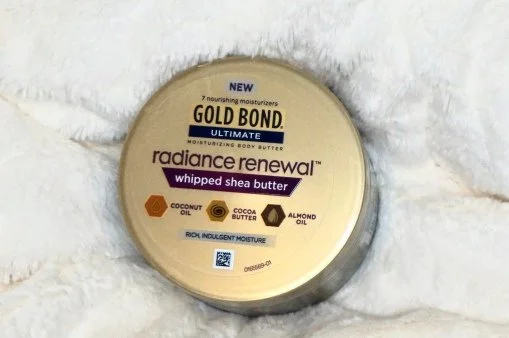 NEW
7 nourishing moisturizers
GOLD BOND®
ULTIMATE
MOISTURIZING BODY BUTTER
radiance renewal™
whipped shea butter
COCONUT OIL
COCOA BUTTER
ALMOND OIL
RICH, INDULGENT MOISTURE